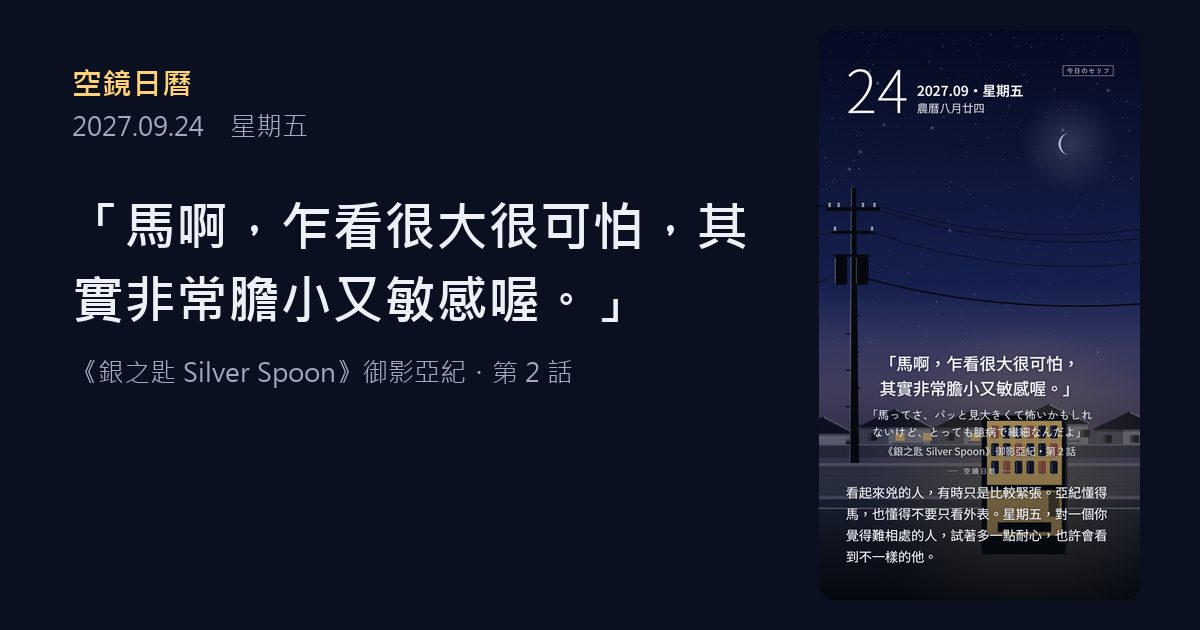 空鏡日曆
2027.09.24 星期五
「馬啊，乍看很大很可怕，其
實非常膽小又敏感喔。」
《銀之匙 Silver Spoon》御影亞紀・第 2 話
24
2027.09・星期五
農曆八月廿四
今日のセリフ
「馬啊，乍看很大很可怕，
其實非常膽小又敏感喔。」
「馬ってさ、パッと見大きくて怖いかもしれ
ないけど、とっても臆病で繊細なんだよ」
《銀之匙 Silver Spoon》御影亞紀・第 2 話
— 空鏡日曆 —
看起來兇的人，有時只是比較緊張。亞紀懂得
馬，也懂得不要只看外表。星期五，對一個你
覺得難相處的人，試著多一點耐心，也許會看
到不一樣的他。